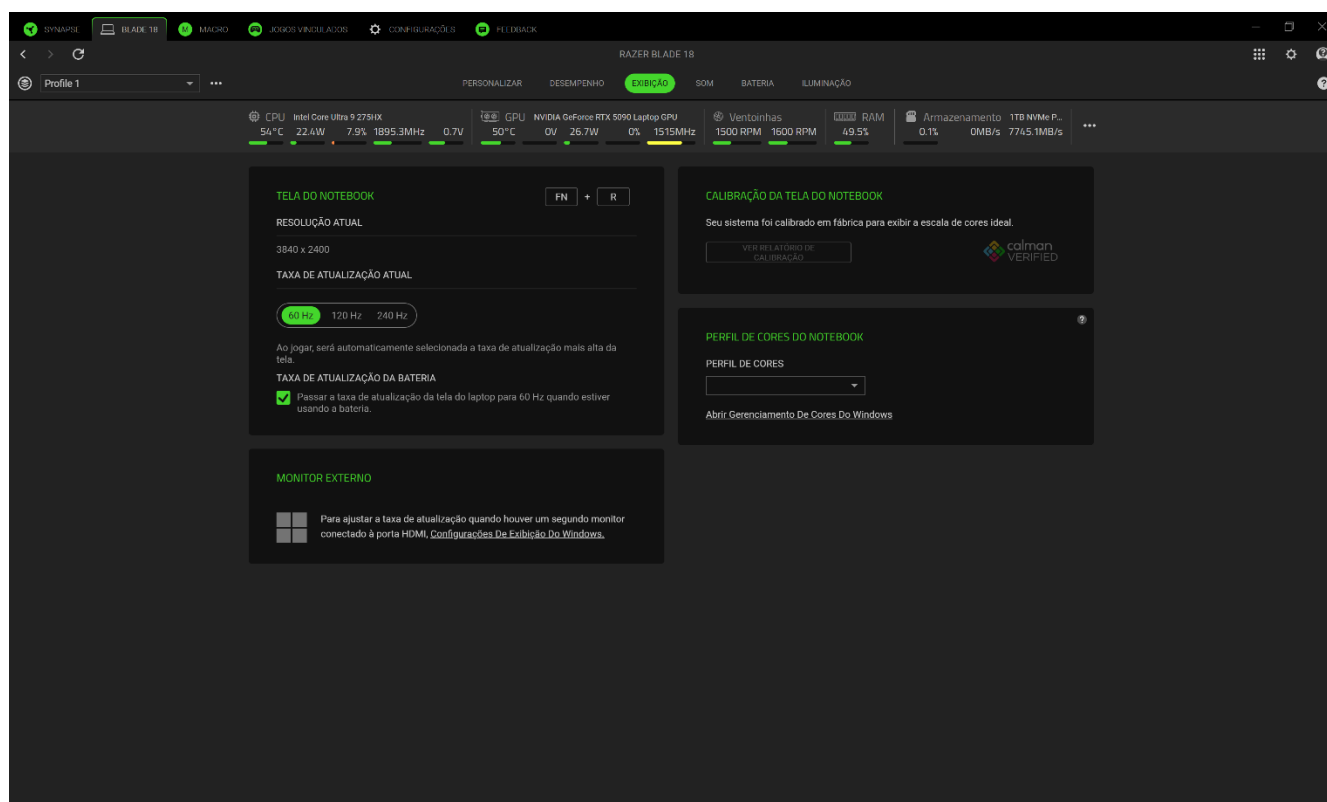 SYNAPSE BLADE 18 MACRO JOGOS VINCULADOS CONFIGURAÇÕES FEEDBACK
RAZER BLADE 18
Profile 1
PERSONALIZAR DESEMPENHO EXIBIÇÃO SOM BATERIA ILUMINAÇÃO
CPU Intel Core Ultra 9 275HX
54°C 22.4W 7.9% 1895.3MHz 0.7V
GPU NVIDIA GeForce RTX 5090 Laptop GPU
50°C 0V 26.7W 0% 1515MHz
Ventoinhas
1500 RPM 1600 RPM
RAM
49.5%
Armazenamento 1TB NVMe P...
0.1% 0MB/s 7745.1MB/s
TELA DO NOTEBOOK
FN + R
RESOLUÇÃO ATUAL
3840 x 2400
TAXA DE ATUALIZAÇÃO ATUAL
60 Hz 120 Hz 240 Hz
Ao jogar, será automaticamente selecionada a taxa de atualização mais alta da
tela.
TAXA DE ATUALIZAÇÃO DA BATERIA
Passar a taxa de atualização da tela do laptop para 60 Hz quando estiver
usando a bateria.
MONITOR EXTERNO
Para ajustar a taxa de atualização quando houver um segundo monitor
conectado à porta HDMI, Configurações De Exibição Do Windows.
CALIBRAÇÃO DA TELA DO NOTEBOOK
Seu sistema foi calibrado em fábrica para exibir a escala de cores ideal.
VER RELATÓRIO DE
CALIBRAÇÃO
calman
VERIFIED
PERFIL DE CORES DO NOTEBOOK
PERFIL DE CORES
Abrir Gerenciamento De Cores Do Windows